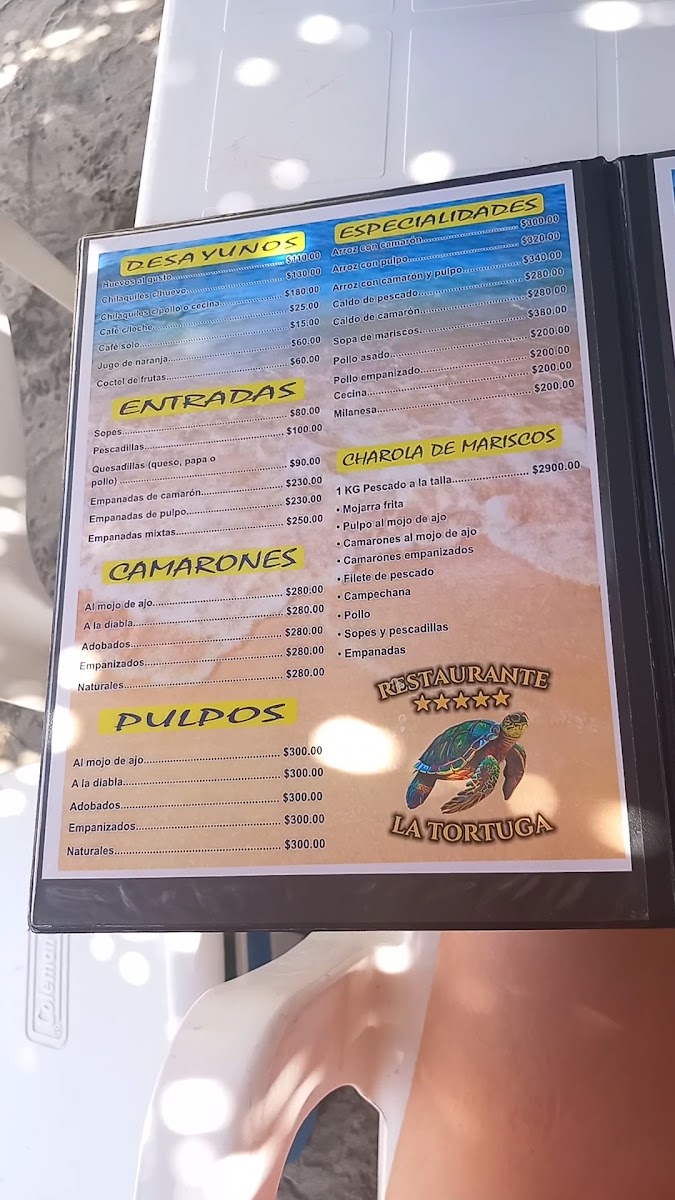 DESAYUNOS
Huevos al gusto........................ $110.00
Chilaquiles c/huevo........................ $130.00
Chilaquiles c/pollo o cecina........................ $180.00
Café c/leche........................ $25.00
Café solo........................ $15.00
Jugo de naranja........................ $60.00
Coctel de frutas........................ $60.00
ENTRADAS
Sopes........................ $80.00
Pescadillas........................ $100.00
Quesadillas (queso, papa o
pollo) ........................ $90.00
Empanadas de camarón........................ $230.00
Empanadas de pulpo........................ $230.00
Empanadas mixtas........................ $250.00
CAMARONES
Al mojo de ajo........................ $280.00
A la diabla........................ $280.00
Adobados........................ $280.00
Empanizados........................ $280.00
Naturales........................ $280.00
PULPOS
Al mojo de ajo........................ $300.00
A la diabla........................ $300.00
Adobados........................ $300.00
Empanizados........................ $300.00
Naturales........................ $300.00
ESPECIALIDADES
Arroz con camarón........................ $300.00
Arroz con pulpo........................ $320.00
Arroz con camarón y pulpo........................ $340.00
Caldo de pescado........................ $280.00
Caldo de camarón........................ $280.00
Sopa de mariscos........................ $380.00
Pollo asado........................ $200.00
Pollo empanizado........................ $200.00
Cecina........................ $200.00
Milanesa........................ $200.00
CHAROLA DE MARISCOS
1 KG Pescado a la talla........................ $2900.00
• Mojarra frita
• Pulpo al mojo de ajo
• Camarones al mojo de ajo
• Camarones empanizados
• Filete de pescado
• Campechana
• Pollo
• Sopes y pescadillas
• Empanadas
RESTAURANTE
LA TORTUGA
Coleman